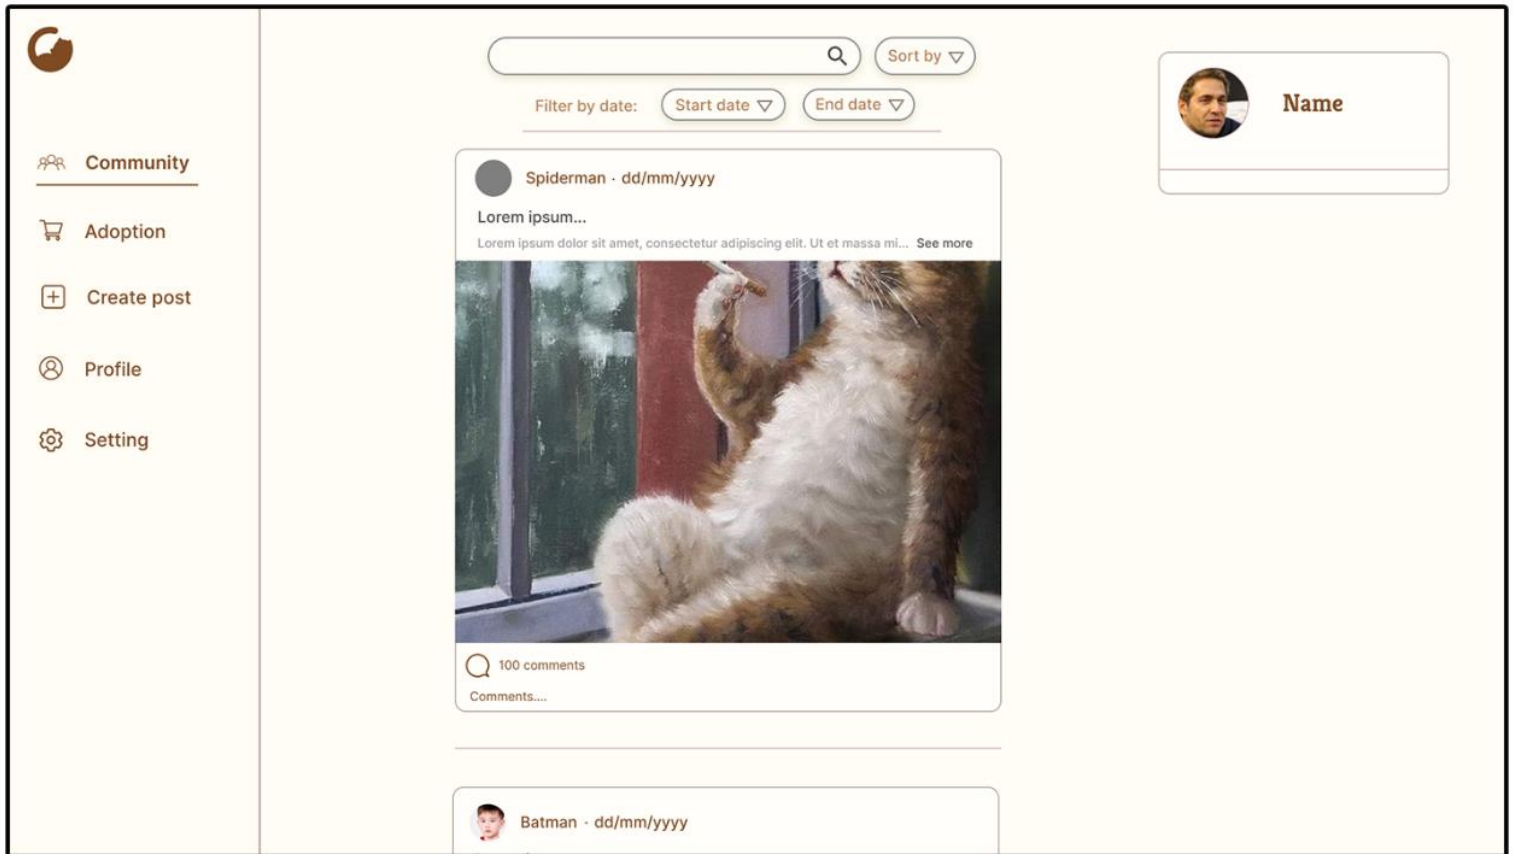 Sort by
Filter by date: Start date End date
Community
Adoption
Create post
Profile
Setting
Spiderman · dd/mm/yyyy
Lorem ipsum...
Lorem ipsum dolor sit amet, consectetur adipiscing elit. Ut et massa mi... See more
100 comments
Comments....
Batman · dd/mm/yyyy
Name